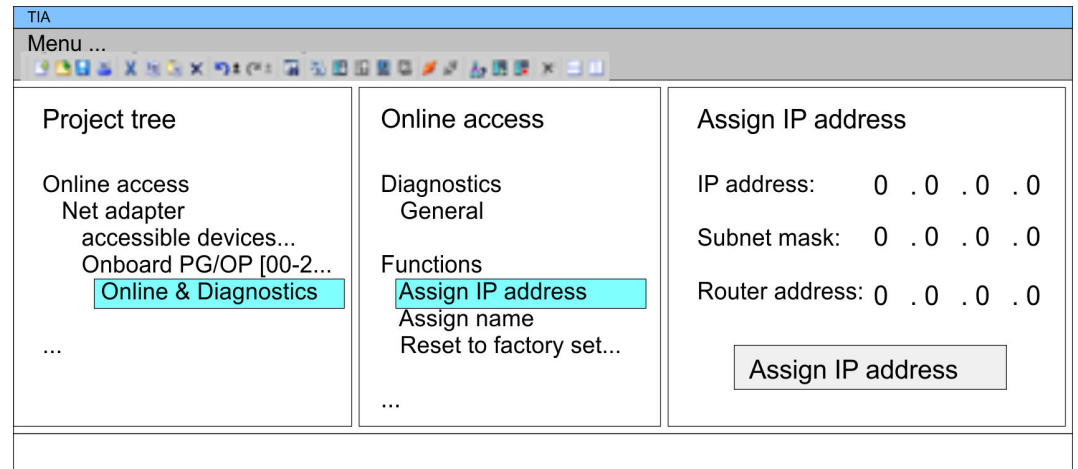 TIA
Menu ...
Project tree
Online access
Net adapter
accessible devices...
Onboard PG/OP [00-2...
Online & Diagnostics
...
Online access
Diagnostics
General
Functions
Assign IP address
Assign name
Reset to factory set...
...
Assign IP address
IP address: 0 . 0 . 0 . 0
Subnet mask: 0 . 0 . 0 . 0
Router address: 0 . 0 . 0 . 0
Assign IP address